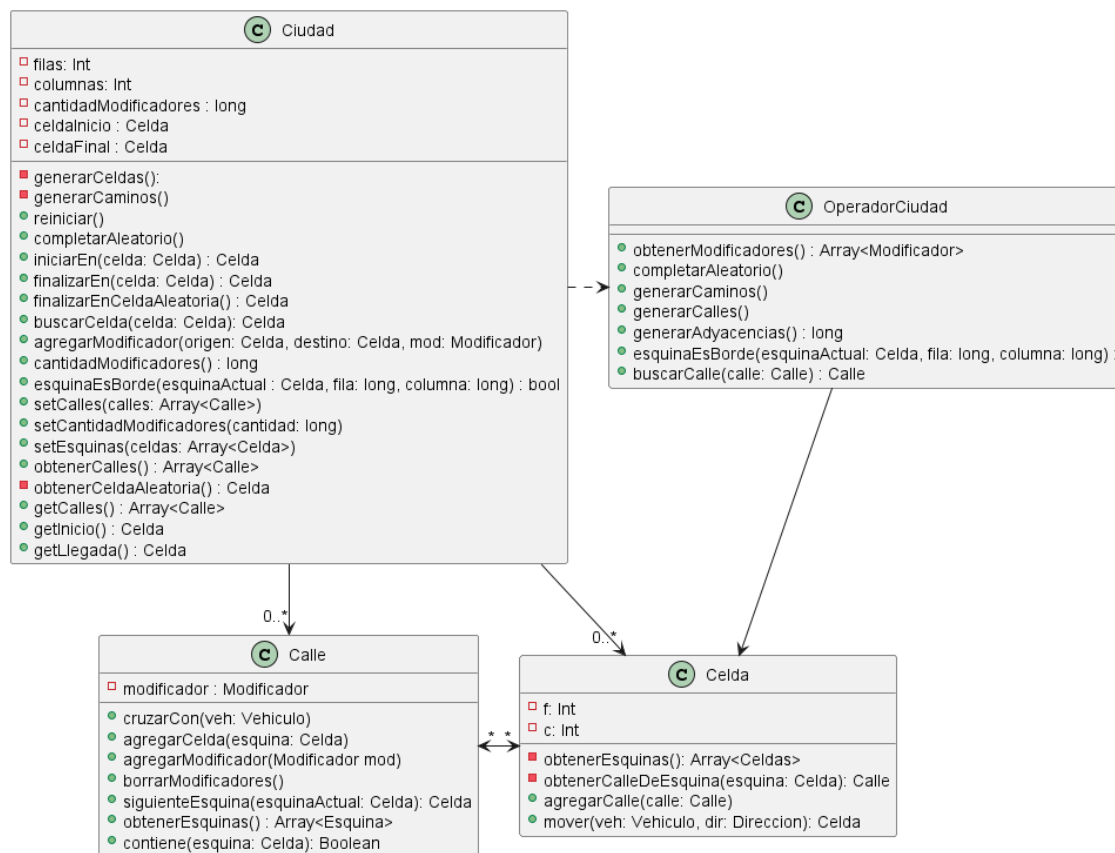 C Ciudad
filas: Int
columnas: Int
cantidadModificadores : long
celdaInicio : Celda
celdaFinal : Celda
generarCeldas():
generarCaminos()
reiniciar()
completarAleatorio()
iniciarEn(celda: Celda) : Celda
finalizarEn(celda: Celda) : Celda
finalizarEnCeldaAleatoria() : Celda
buscarCelda(celda: Celda): Celda
agregarModificador(origen: Celda, destino: Celda, mod: Modificador)
cantidadModificadores() : long
esquinaEsBorde(esquinaActual : Celda, fila: long, columna: long) : bool
setCalles(calles: Array<Calle>)
setCantidadModificadores(cantidad: long)
setEsquinas(celdas: Array<Celda>)
obtenerCalles() : Array<Calle>
obtenerCeldaAleatoria() : Celda
getCalles() : Array<Calle>
getInicio() : Celda
getLlegada() : Celda
C OperadorCiudad
obtenerModificadores() : Array<Modificador>
completarAleatorio()
generarCaminos()
generarCalles()
generarAdyacencias() : long
esquinaEsBorde(esquinaActual: Celda, fila: long, columna: long) :
buscarCalle(calle: Calle) : Calle
0..*
0..*
C Calle
modificador : Modificador
cruzarCon(veh: Vehiculo)
agregarCelda(esquina: Celda)
agregarModificador(Modificador mod)
borrarModificadores()
siguienteEsquina(esquinaActual: Celda): Celda
obtenerEsquinas() : Array<Esquina>
contiene(esquina: Celda): Boolean
* *
C Celda
f: Int
c: Int
obtenerEsquinas(): Array<Celdas>
obtenerCalleDeEsquina(esquina: Celda): Calle
agregarCalle(calle: Calle)
mover(veh: Vehiculo, dir: Direccion): Celda